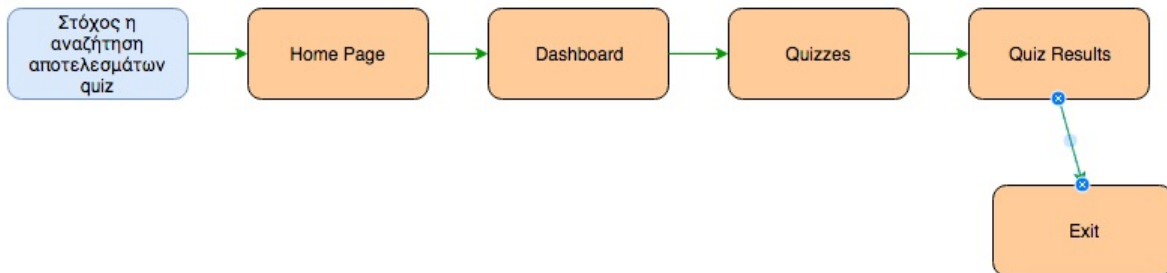 Στόχος η
αναζήτηση
αποτελεσμάτων
quiz
Home Page
Dashboard
Quizzes
Quiz Results
Exit